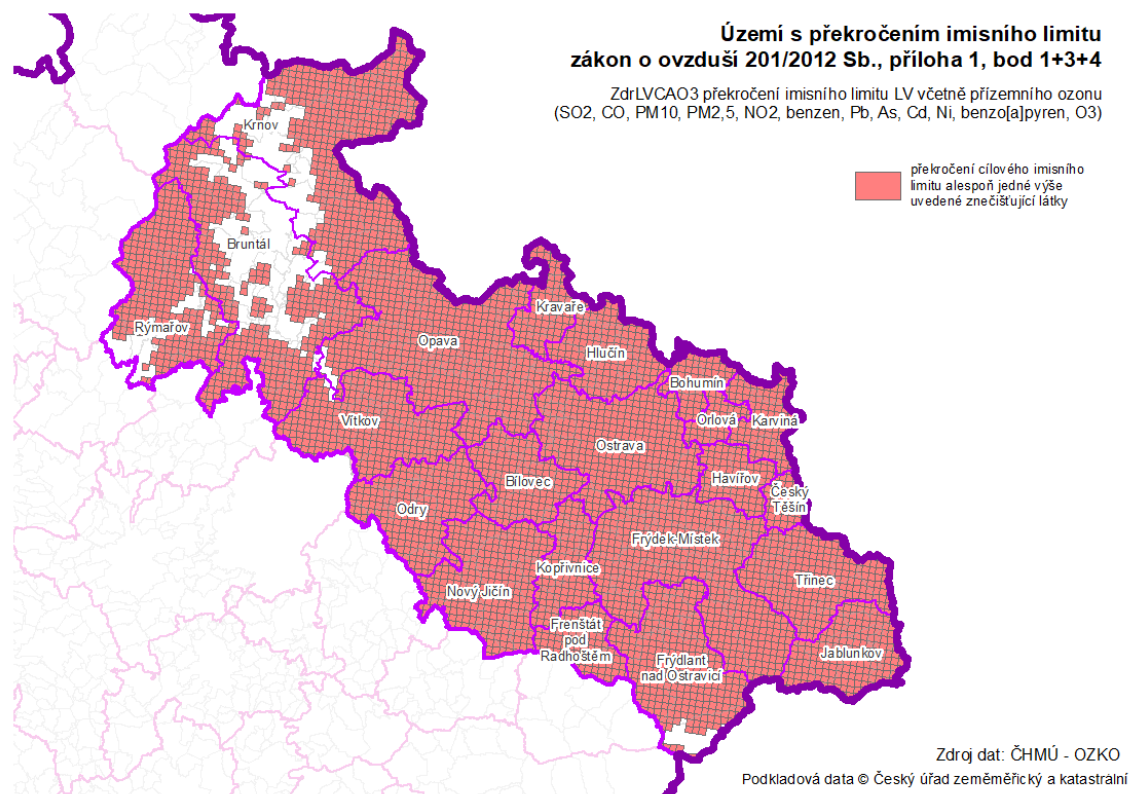 Území s překročením imisního limitu
zákon o ovzduší 201/2012 Sb., příloha 1, bod 1+3+4
ZdrLVCAO3 překročení imisního limitu LV včetně přízemního ozonu
(SO2, CO, PM10, PM2,5, NO2, benzen, Pb, As, Cd, Ni, benzo[a]pyren, O3)
překročení cílového imisního
limitu alespoň jedné výše
uvedené znečišťující látky
Krnov
Bruntál
Rýmařov
Opava
Kravaře
Hlučín
Bohumín
Orlová
Karviná
Vítkov
Ostrava
Bílovec
Havířov
Český
Těšín
Odry
Frýdek-Místek
Kopřivnice
Třinec
Nový Jičín
Frenštát
pod
Radhoštěm
Frýdlant
nad Ostravicí
Jablunkov
Zdroj dat: ČHMÚ - OZKO
Podkladová data © Český úřad zeměměřický a katastrální